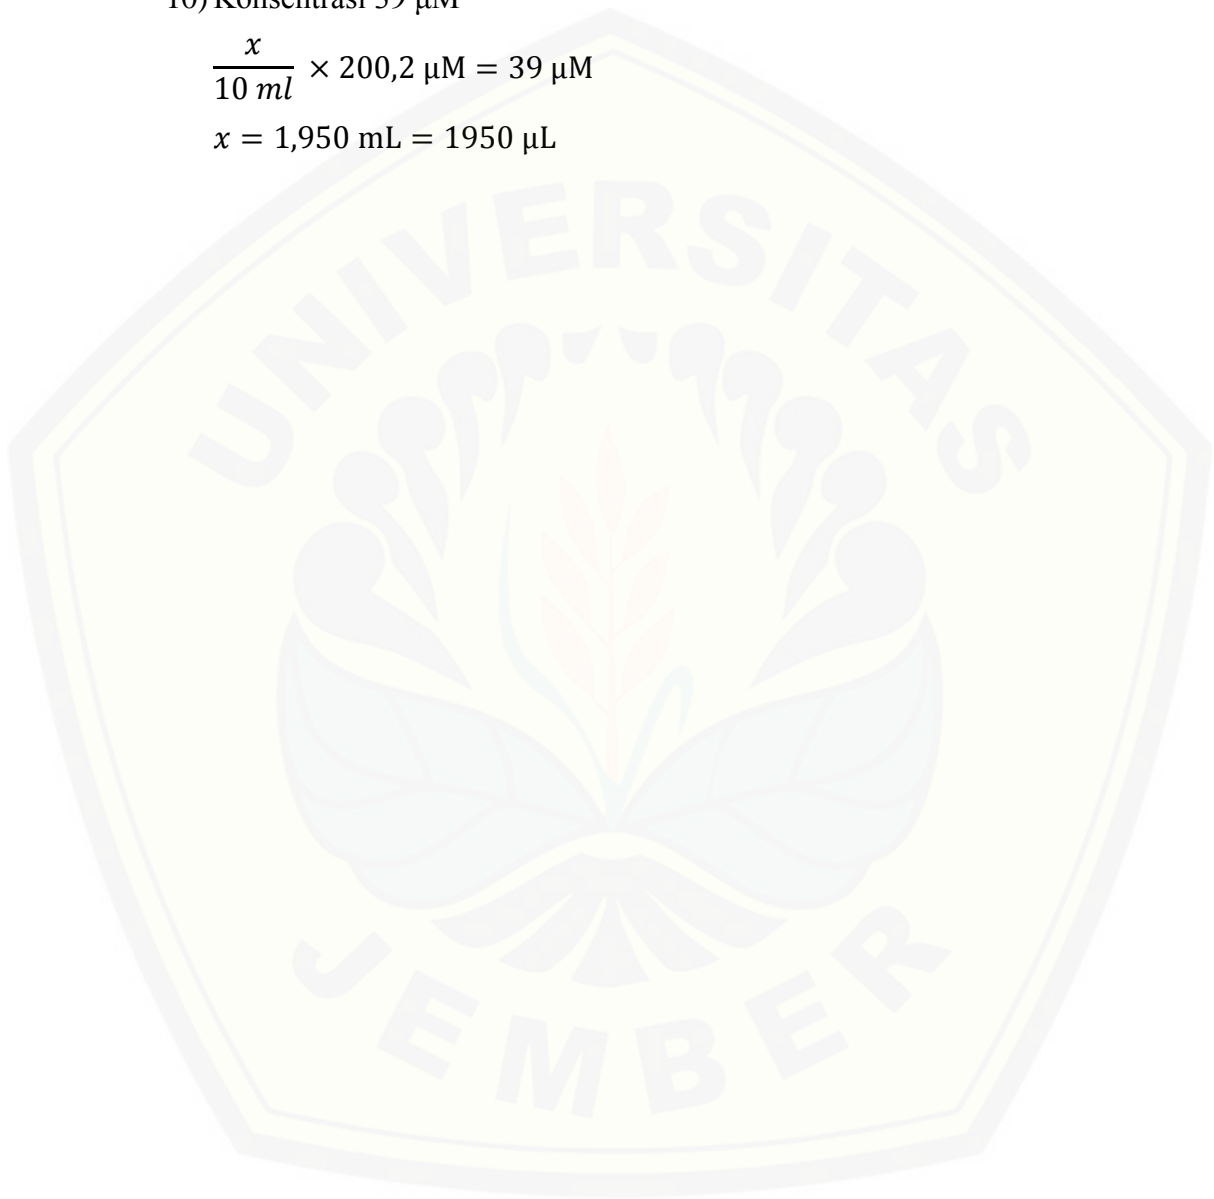 10) Konsentrasi 39 µM
x/10 ml × 200,2 µM = 39 µM
x = 1,950 mL = 1950 µL
UNIVERSITAS
JEMBER